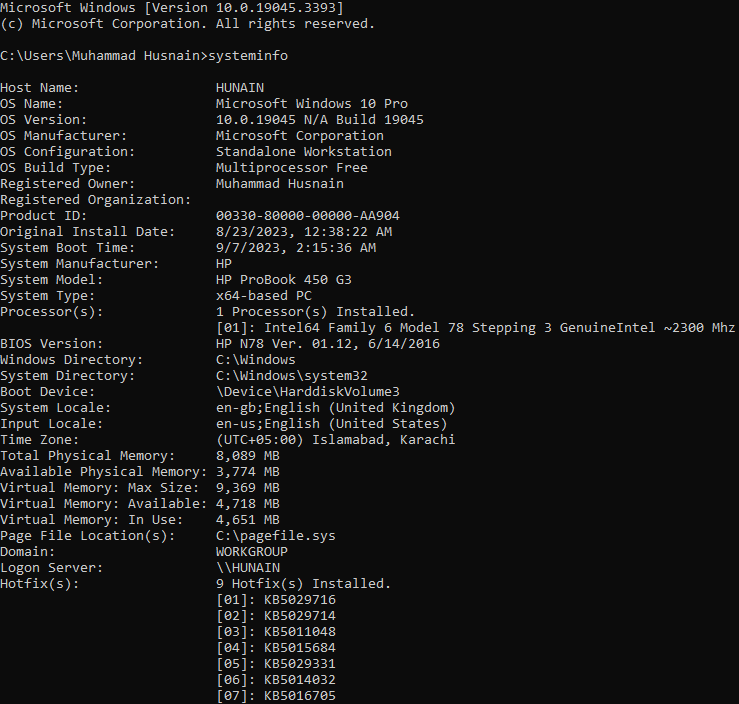 Microsoft Windows [Version 10.0.19045.3393]
(c) Microsoft Corporation. All rights reserved.
C:\Users\Muhammad Husnain>systeminfo
Host Name: HUNAIN
OS Name: Microsoft Windows 10 Pro
OS Version: 10.0.19045 N/A Build 19045
OS Manufacturer: Microsoft Corporation
OS Configuration: Standalone Workstation
OS Build Type: Multiprocessor Free
Registered Owner: Muhammad Husnain
Registered Organization:
Product ID: 00330-80000-00000-AA904
Original Install Date: 8/23/2023, 12:38:22 AM
System Boot Time: 9/7/2023, 2:15:36 AM
System Manufacturer: HP
System Model: HP ProBook 450 G3
System Type: x64-based PC
Processor(s): 1 Processor(s) Installed.
[01]: Intel64 Family 6 Model 78 Stepping 3 GenuineIntel ~2300 Mhz
BIOS Version: HP N78 Ver. 01.12, 6/14/2016
Windows Directory: C:\Windows
System Directory: C:\Windows\system32
Boot Device: \Device\HarddiskVolume3
System Locale: en-gb;English (United Kingdom)
Input Locale: en-us;English (United States)
Time Zone: (UTC+05:00) Islamabad, Karachi
Total Physical Memory: 8,089 MB
Available Physical Memory: 3,774 MB
Virtual Memory: Max Size: 9,369 MB
Virtual Memory: Available: 4,718 MB
Virtual Memory: In Use: 4,651 MB
Page File Location(s): C:\pagefile.sys
Domain: WORKGROUP
Logon Server: \\HUNAIN
Hotfix(s): 9 Hotfix(s) Installed.
[01]: KB5029716
[02]: KB5029714
[03]: KB5011048
[04]: KB5015684
[05]: KB5029331
[06]: KB5014032
[07]: KB5016705